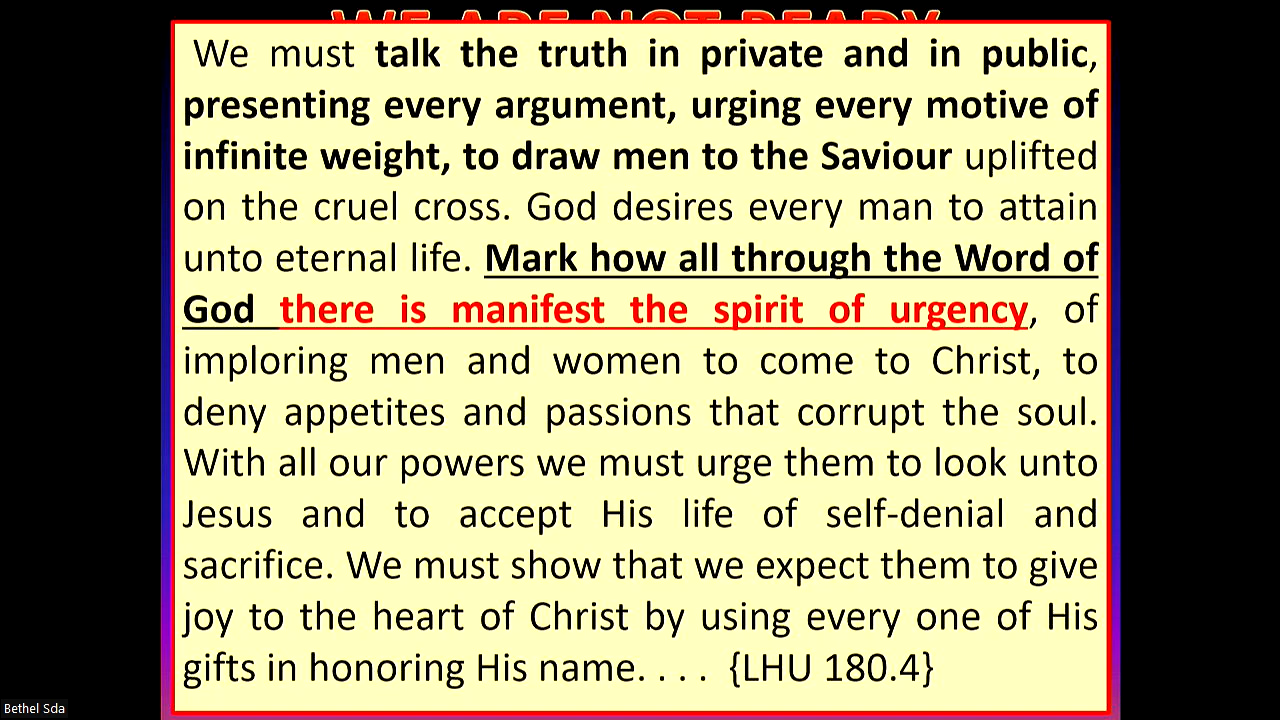 WE ARE NOT READY
We must talk the truth in private and in public,
presenting every argument, urging every motive of
infinite weight, to draw men to the Saviour uplifted
on the cruel cross. God desires every man to attain
unto eternal life. Mark how all through the Word of
God there is manifest the spirit of urgency, of
imploring men and women to come to Christ, to
deny appetites and passions that corrupt the soul.
With all our powers we must urge them to look unto
Jesus and to accept His life of self-denial and
sacrifice. We must show that we expect them to give
joy to the heart of Christ by using every one of His
gifts in honoring His name. . . . {LHU 180.4}
Bethel Sda